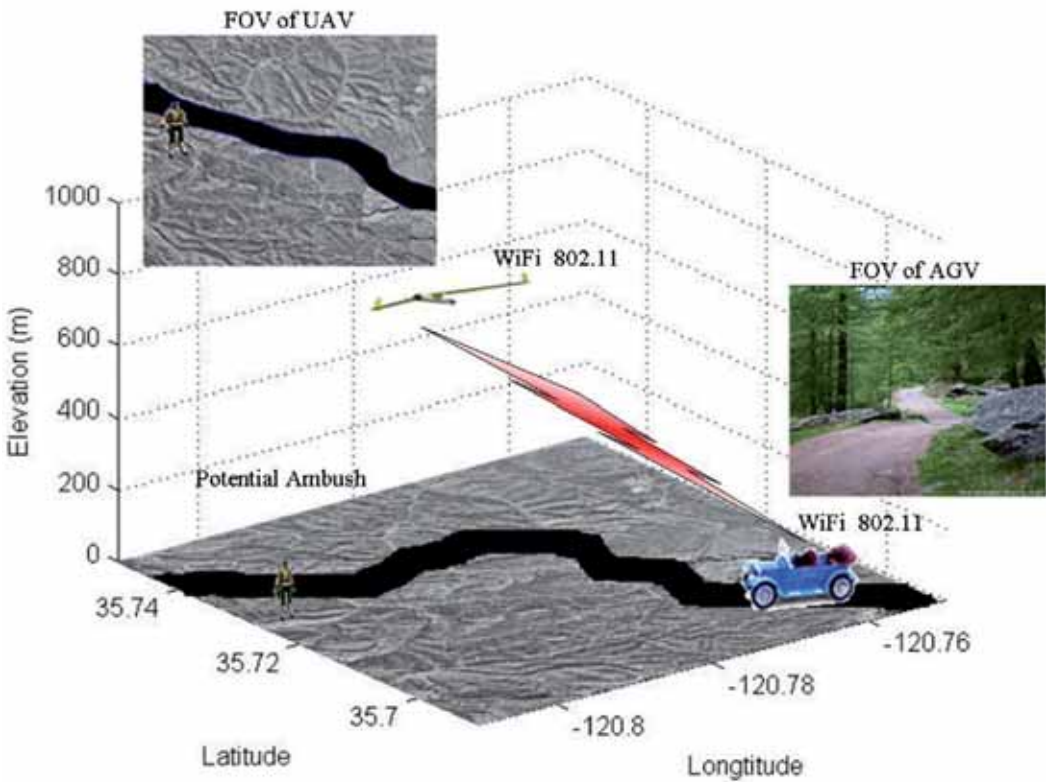 FOV of UAV
WiFi 802.11
FOV of AGV
1000
800
600
400
200
0
Elevation (m)
Potential Ambush
WiFi 802.11
35.74
35.72
35.7
Latitude
-120.8
-120.78
-120.76
Longtitude